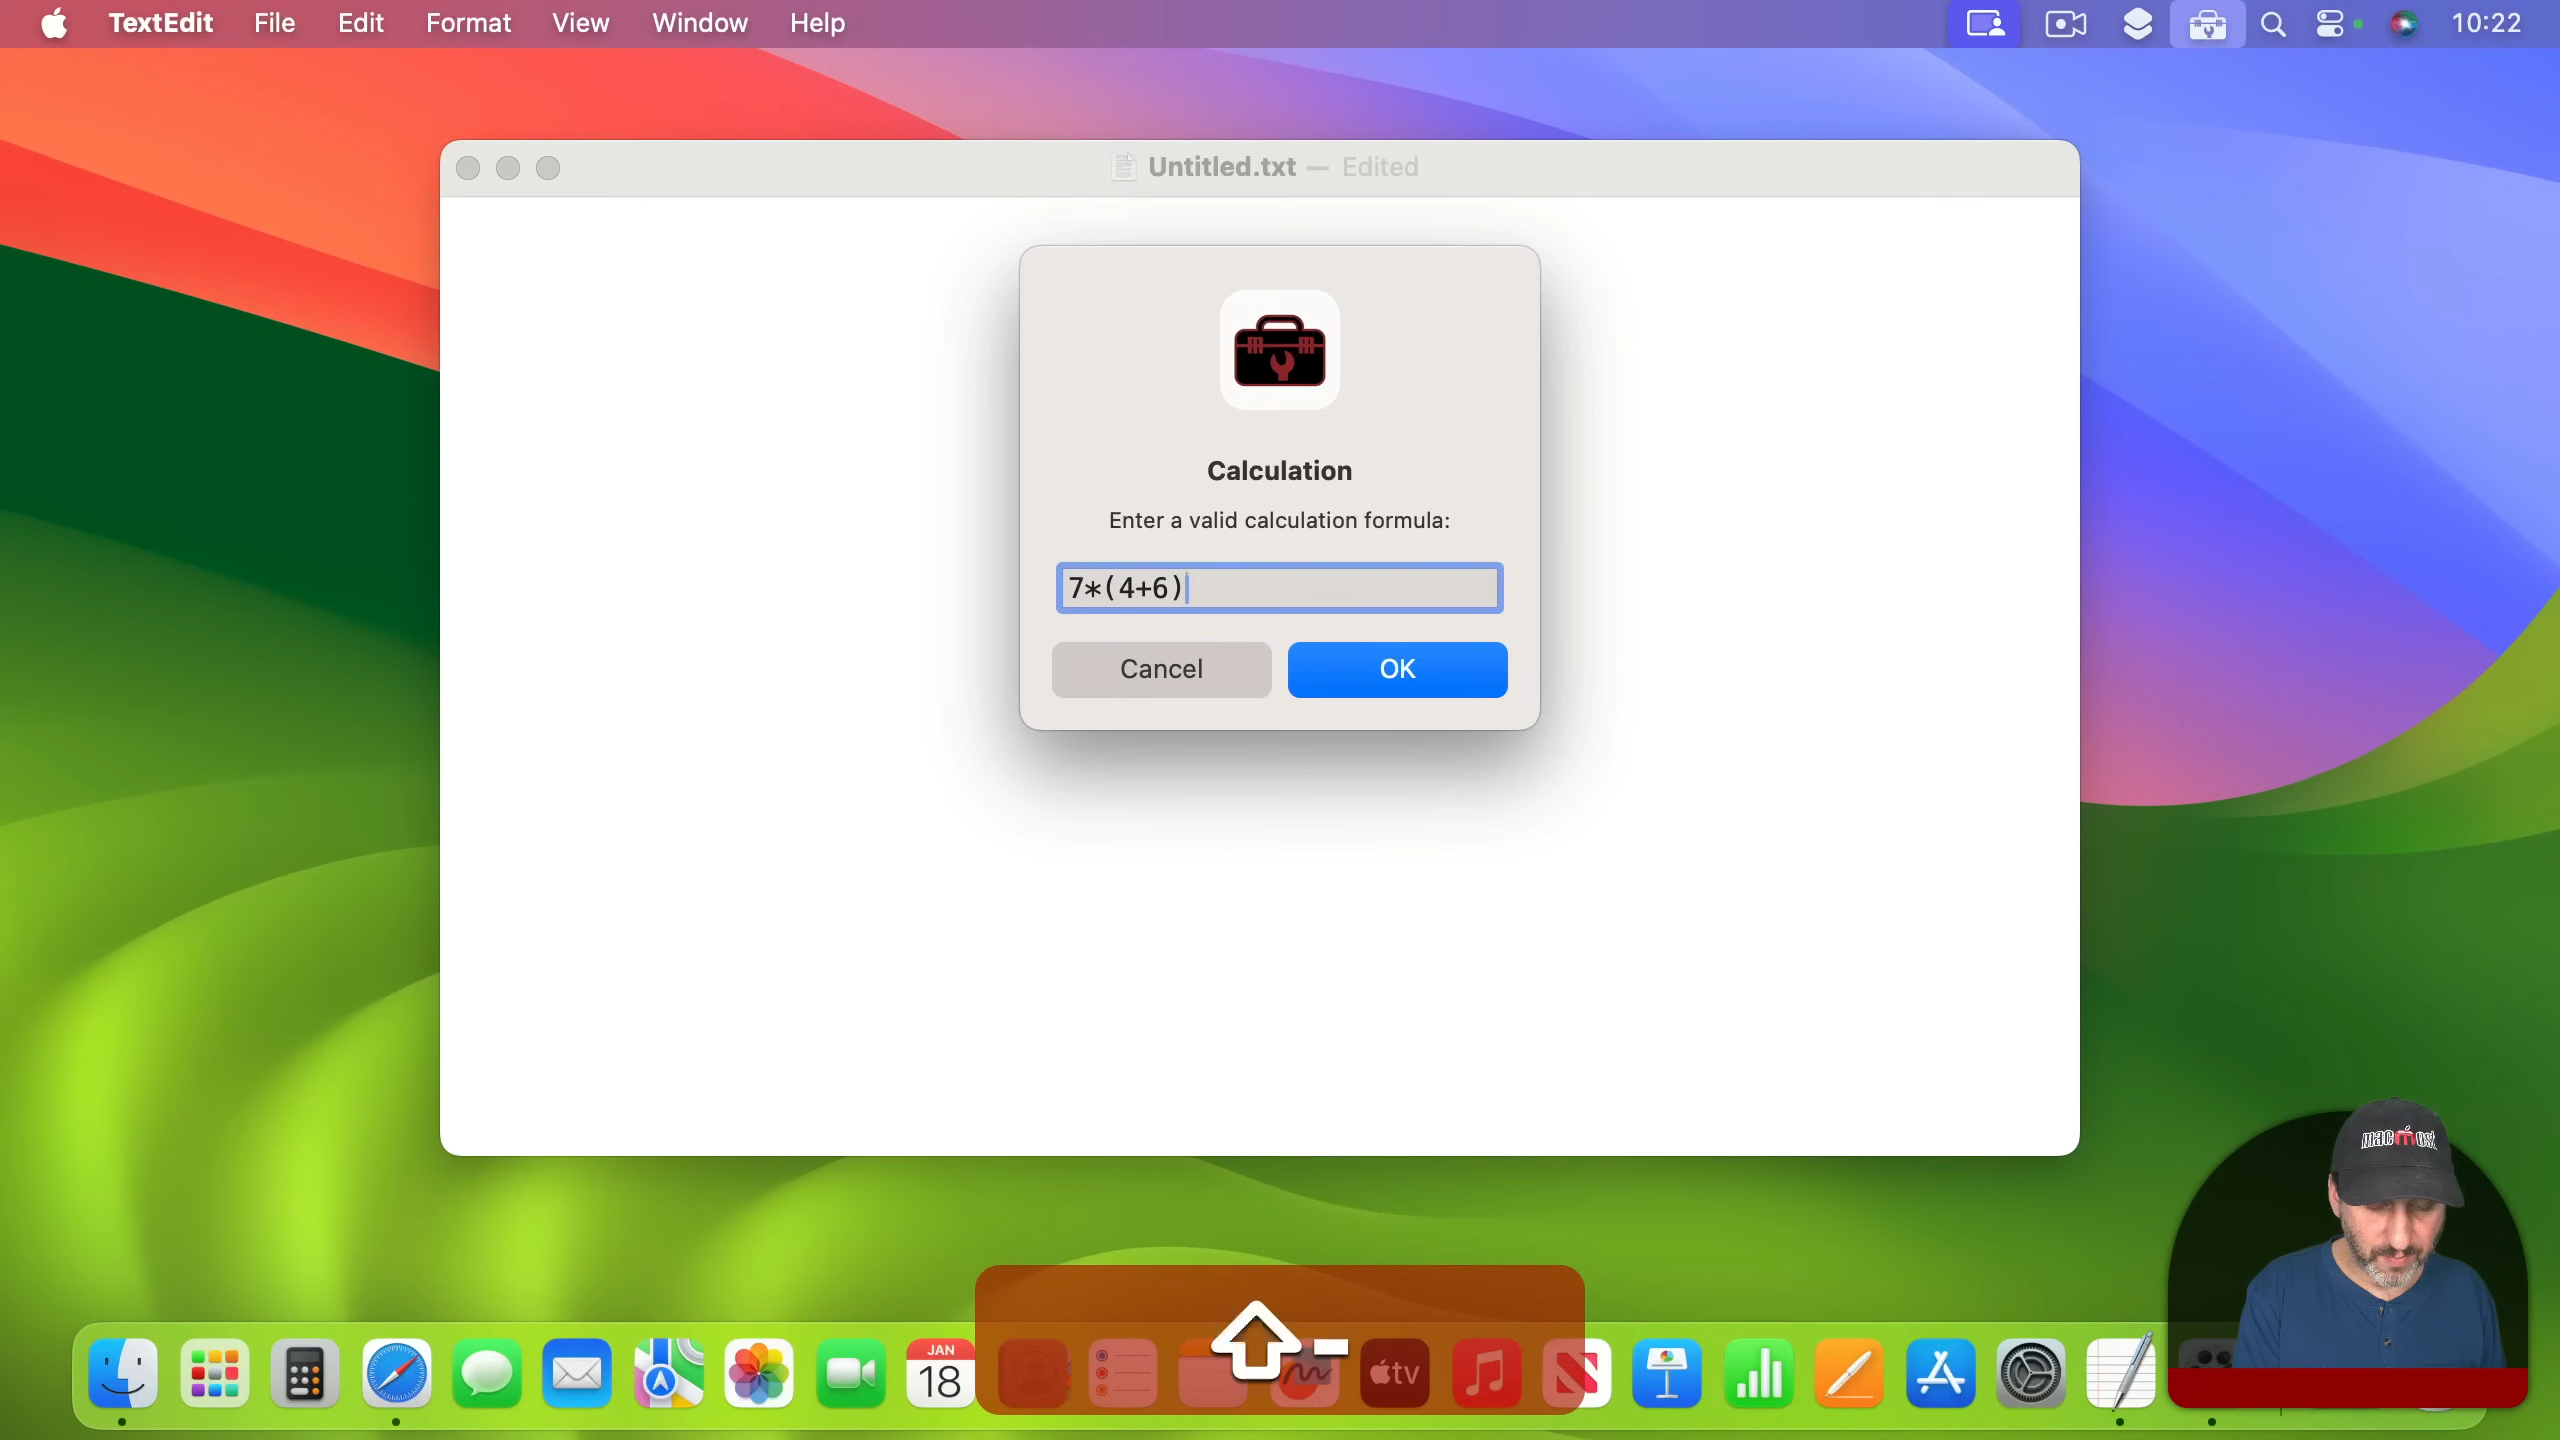 TextEdit File Edit Format View Window Help 10:22
Untitled.txt — Edited
Calculation
Enter a valid calculation formula:
7*(4+6)
Cancel OK
macmost
JAN
18
tv